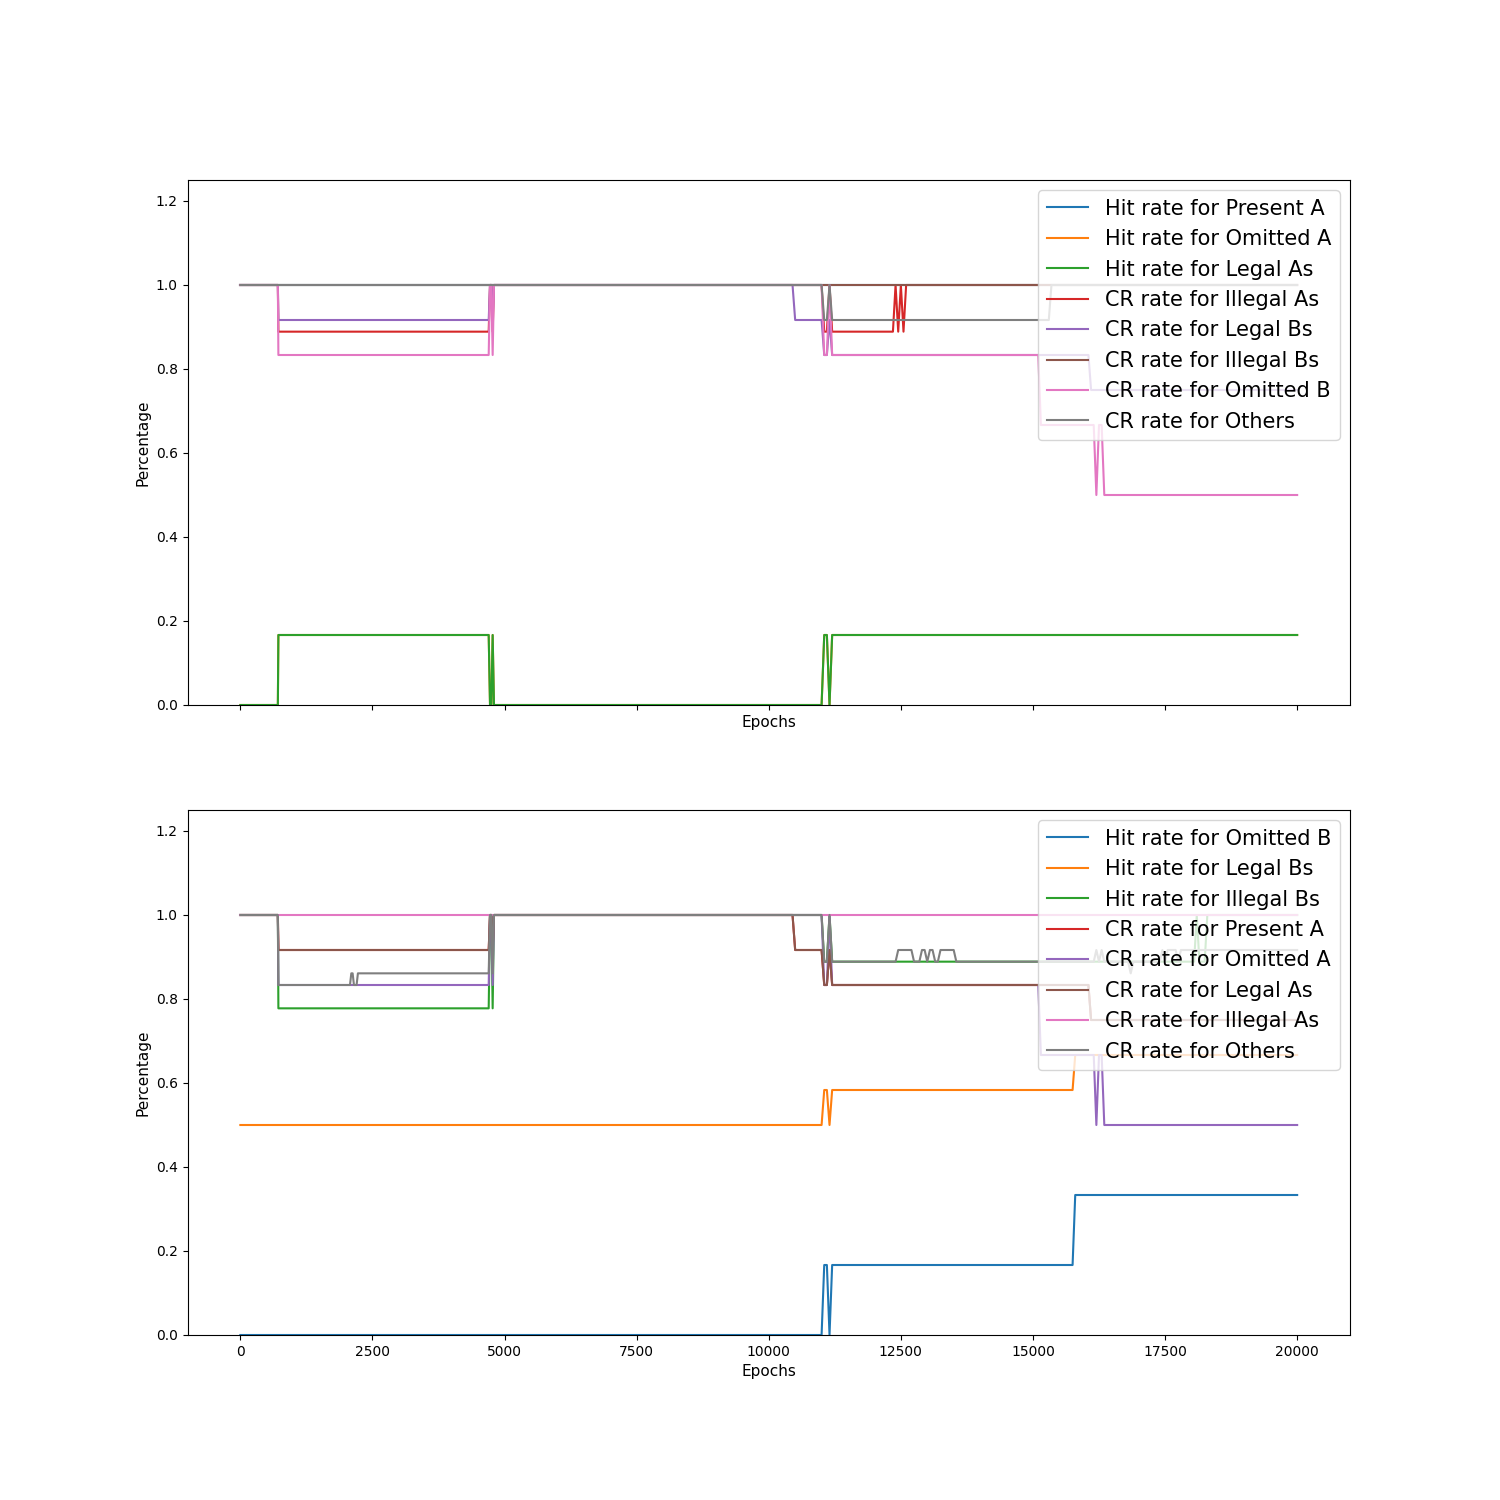 1.2
1.0
0.8
0.6
0.4
0.2
0.0
Percentage
Epochs
Hit rate for Present A
Hit rate for Omitted A
Hit rate for Legal As
CR rate for Illegal As
CR rate for Legal Bs
CR rate for Illegal Bs
CR rate for Omitted B
CR rate for Others
1.2
1.0
0.8
0.6
0.4
0.2
0.0
Percentage
Hit rate for Omitted B
Hit rate for Legal Bs
Hit rate for Illegal Bs
CR rate for Present A
CR rate for Omitted A
CR rate for Legal As
CR rate for Illegal As
CR rate for Others
0 2500 5000 7500 10000 12500 15000 17500 20000
Epochs